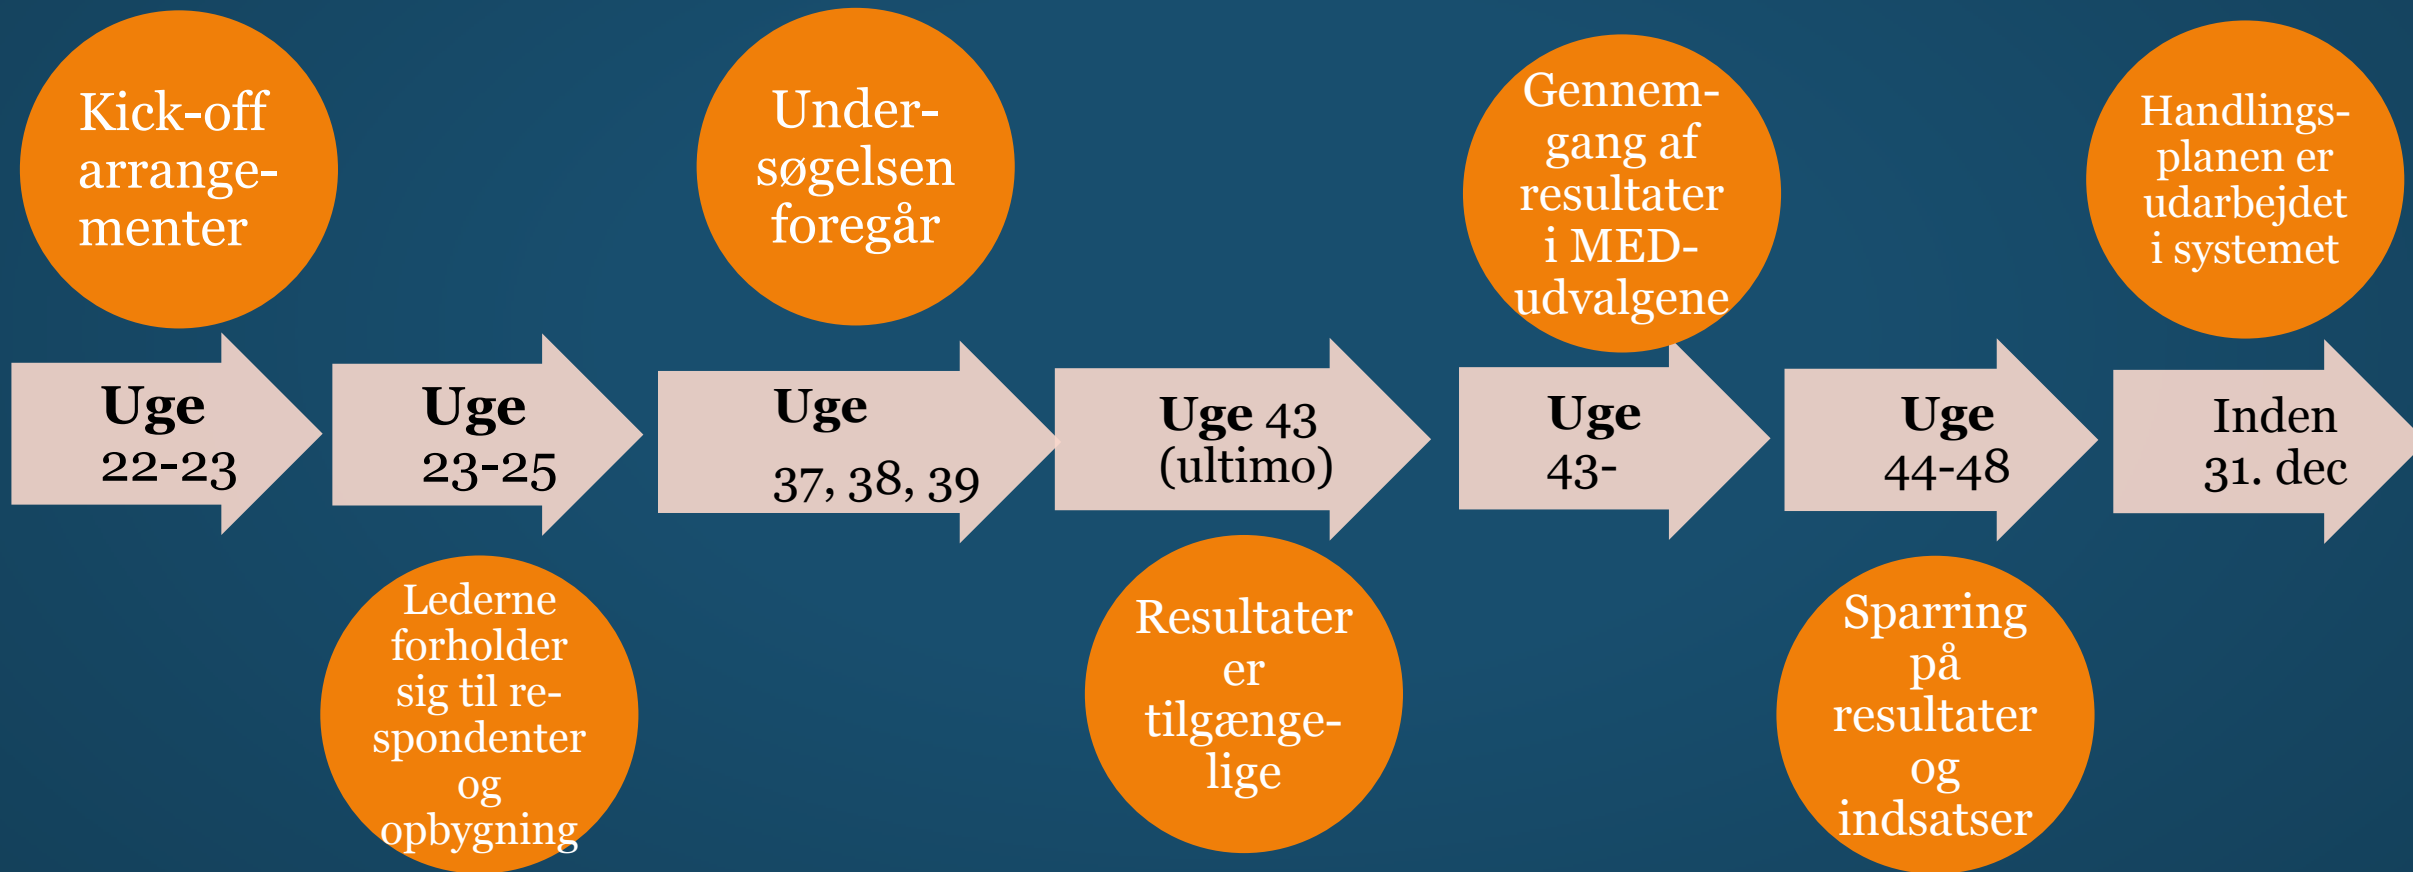 Kick-off
arrange-
menter
Under-
søgelsen
foregår
Gennem-
gang af
resultater
i MED-
udvalgene
Handlings-
planen er
udarbejdet
i systemet
Uge
22-23
Uge
23-25
Uge
37, 38, 39
Uge 43
(ultimo)
Uge
43-
Uge
44-48
Inden
31. dec
Lederne
forholder
sig til re-
spondenter
og
opbygning
Resultater
er
tilgænge-
lige
Sparring
på
resultater
og
indsatser